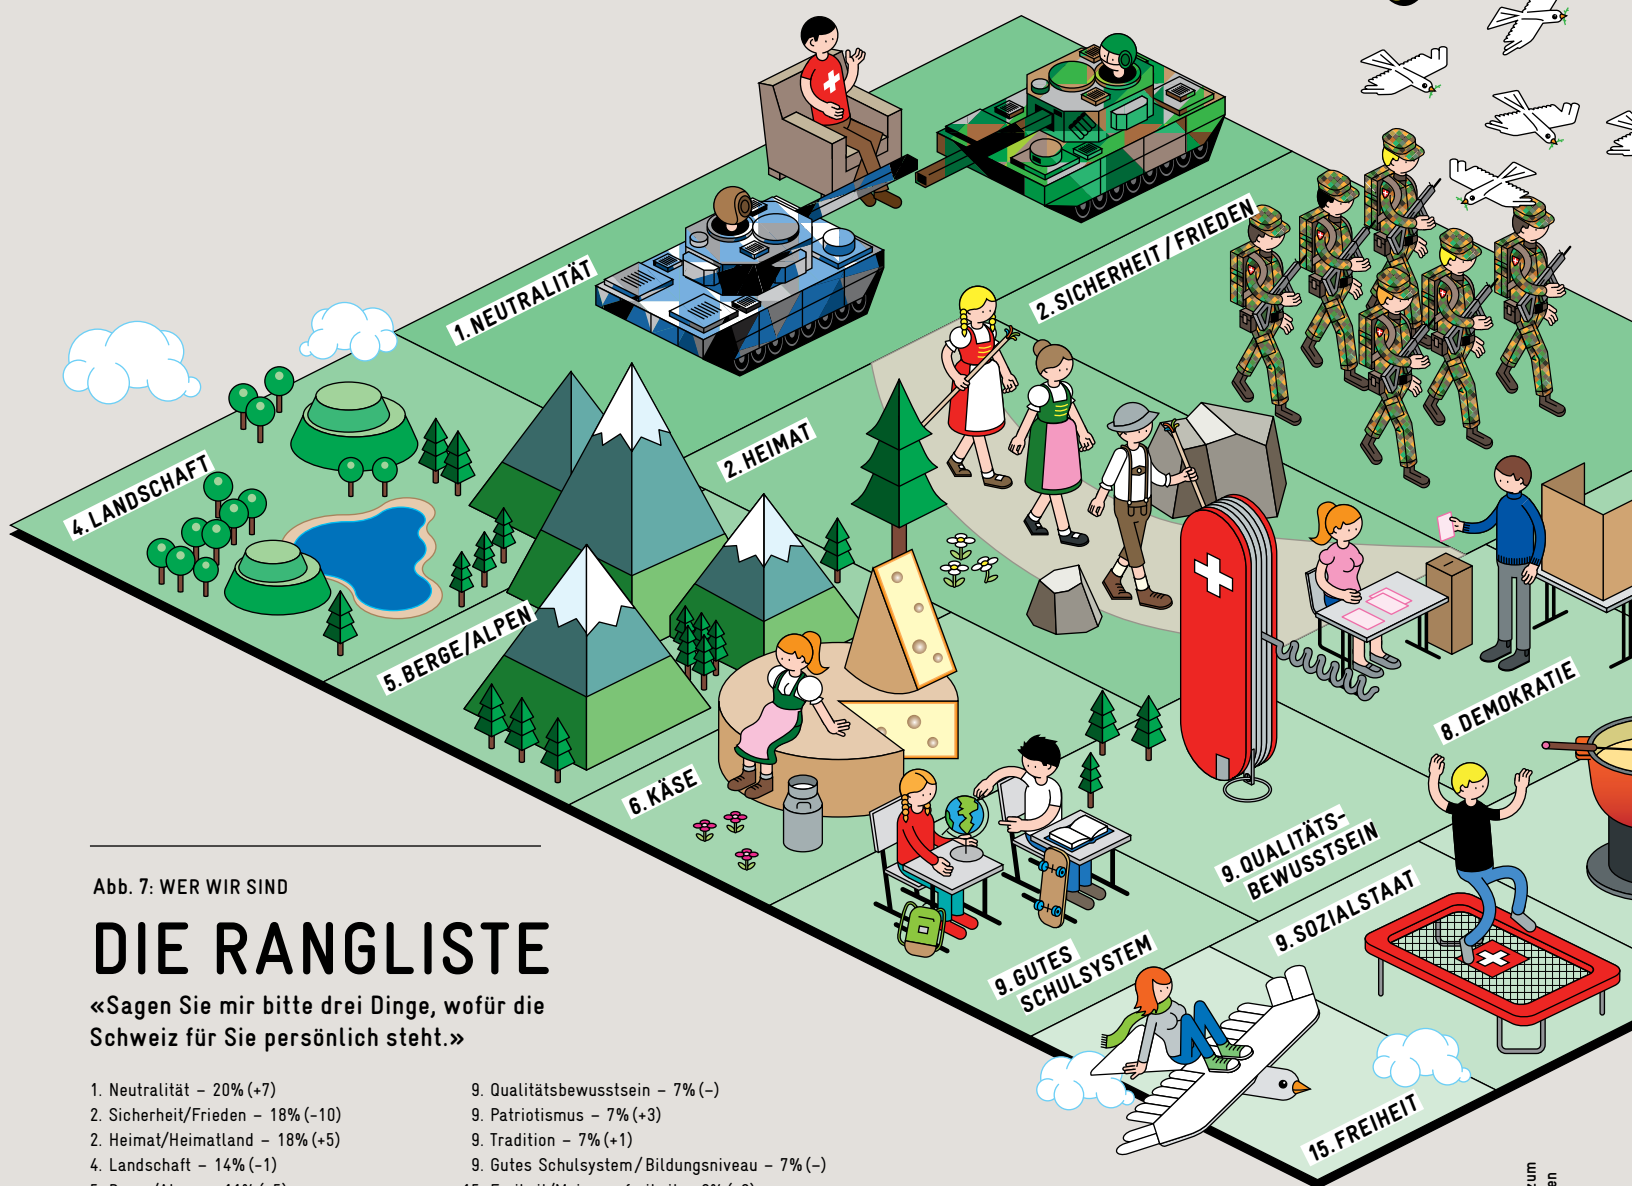 1. NEUTRALITÄT
2. SICHERHEIT/FRIEDEN
2. HEIMAT
4. LANDSCHAFT
5. BERGE/ALPEN
6. KÄSE
8. DEMOKRATIE
9. QUALITÄTS-
BEWUSSTSEIN
9. SOZIALSTAAT
9. GUTES
SCHULSYSTEM
15. FREIHEIT
Abb. 7: WER WIR SIND
DIE RANGLISTE
«Sagen Sie mir bitte drei Dinge, wofür die
Schweiz für Sie persönlich steht.»
1. Neutralität – 20% (+7)
2. Sicherheit/Frieden – 18% (-10)
2. Heimat/Heimatland – 18% (+5)
4. Landschaft – 14% (-1)
9. Qualitätsbewusstsein – 7% (–)
9. Patriotismus – 7% (+3)
9. Tradition – 7% (+1)
9. Gutes Schulsystem/Bildungsniveau – 7% (–)
zum